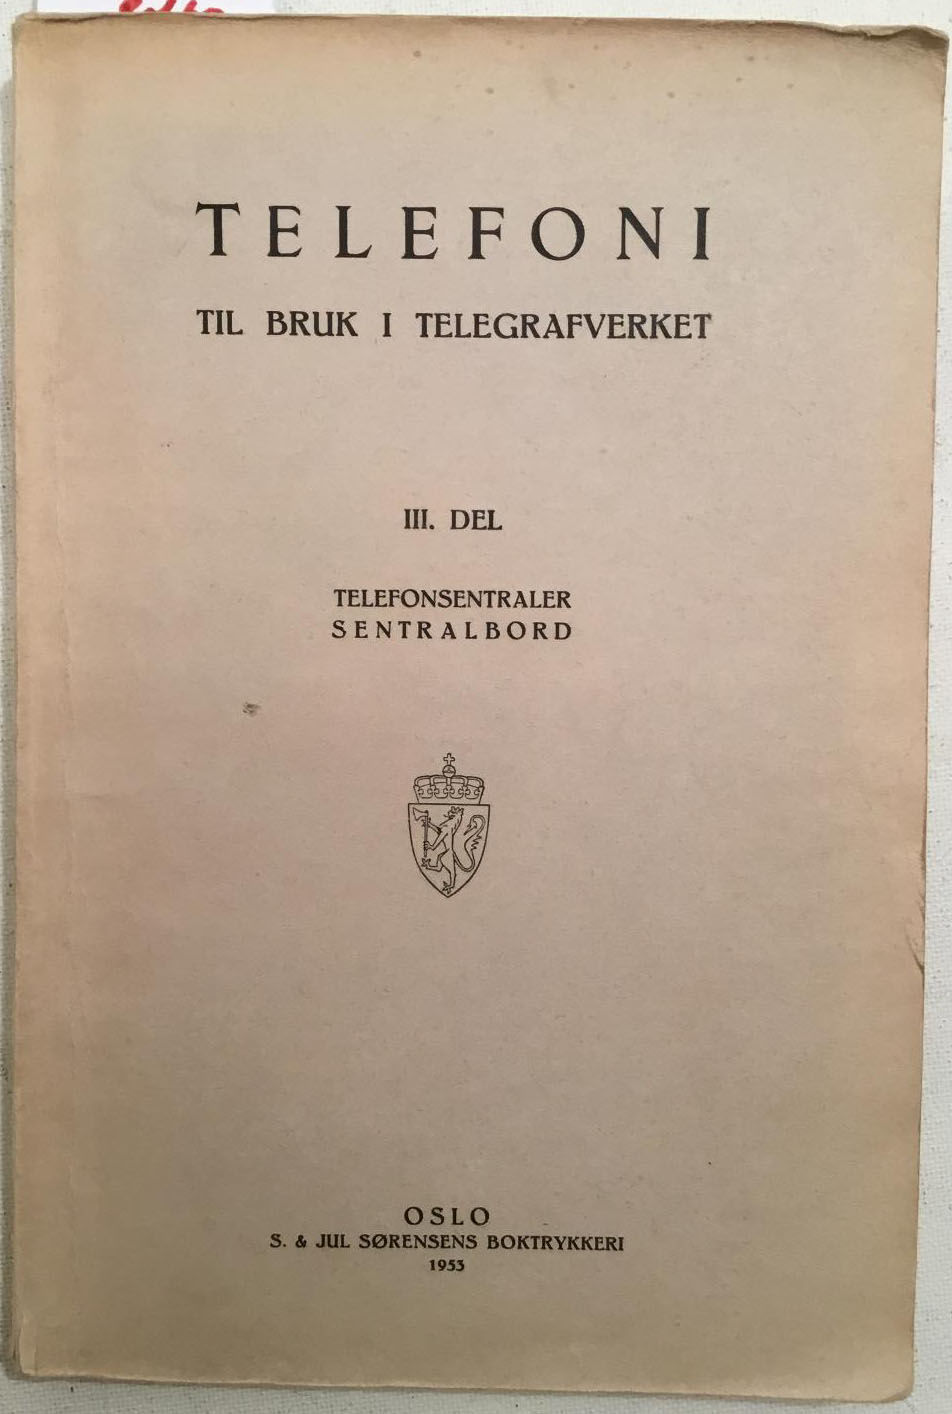 TELEFONI
TIL BRUK I TELEGRAFVERKET
III. DEL
TELEFONSENTRALER
SENTRALBORD
OSLO
S. & JUL SØRENSENS BOKTRYKKERI
1953